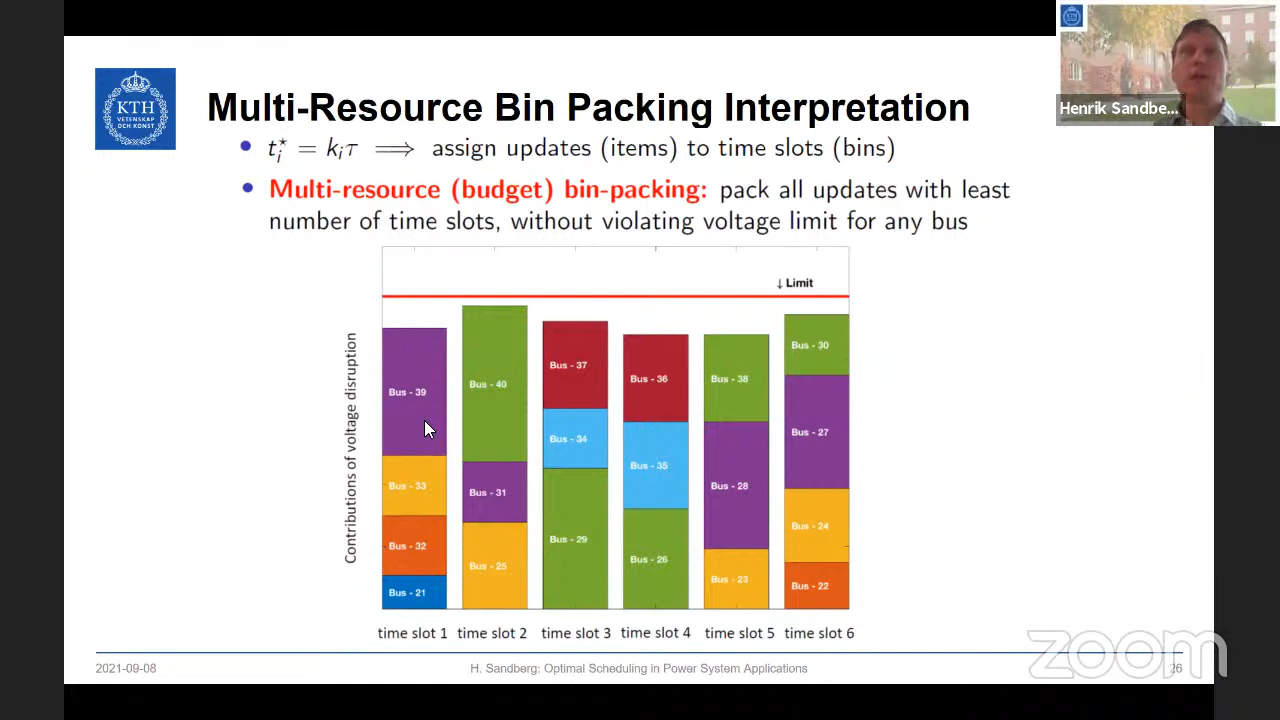 KTH
Henrik Sandbe...
KTH
VETENSKAP
OCH KONST
Multi-Resource Bin Packing Interpretation
• t_i^⋆ = k_iτ ⟹ assign updates (items) to time slots (bins)
• Multi-resource (budget) bin-packing: pack all updates with least
number of time slots, without violating voltage limit for any bus
↓ Limit
Contributions of voltage disruption
Bus - 39
Bus - 33
Bus - 32
Bus - 21
Bus - 40
Bus - 31
Bus - 25
Bus - 37
Bus - 34
Bus - 29
Bus - 36
Bus - 35
Bus - 26
Bus - 38
Bus - 28
Bus - 23
Bus - 30
Bus - 27
Bus - 24
Bus - 22
time slot 1 time slot 2 time slot 3 time slot 4 time slot 5 time slot 6
2021-09-08 H. Sandberg: Optimal Scheduling in Power System Applications 26
zoom